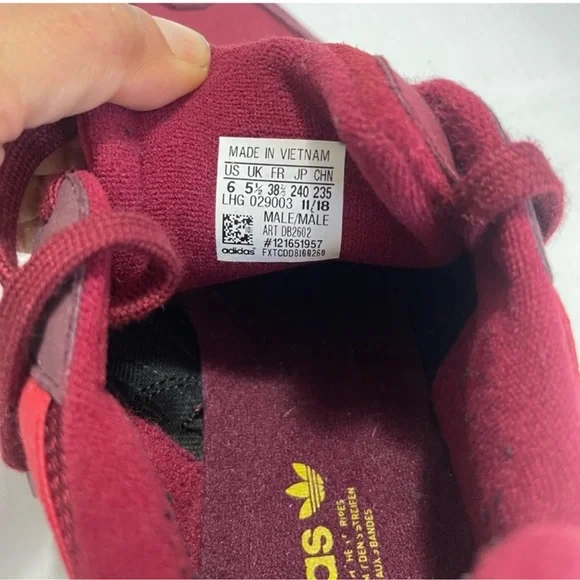 MADE IN VIETNAM
US UK FR JP CHN
6 5½ 38⅔ 240 235
LHG 029003 11/18
MALE/MÂLE
ART DB2602
#121651957
adidas